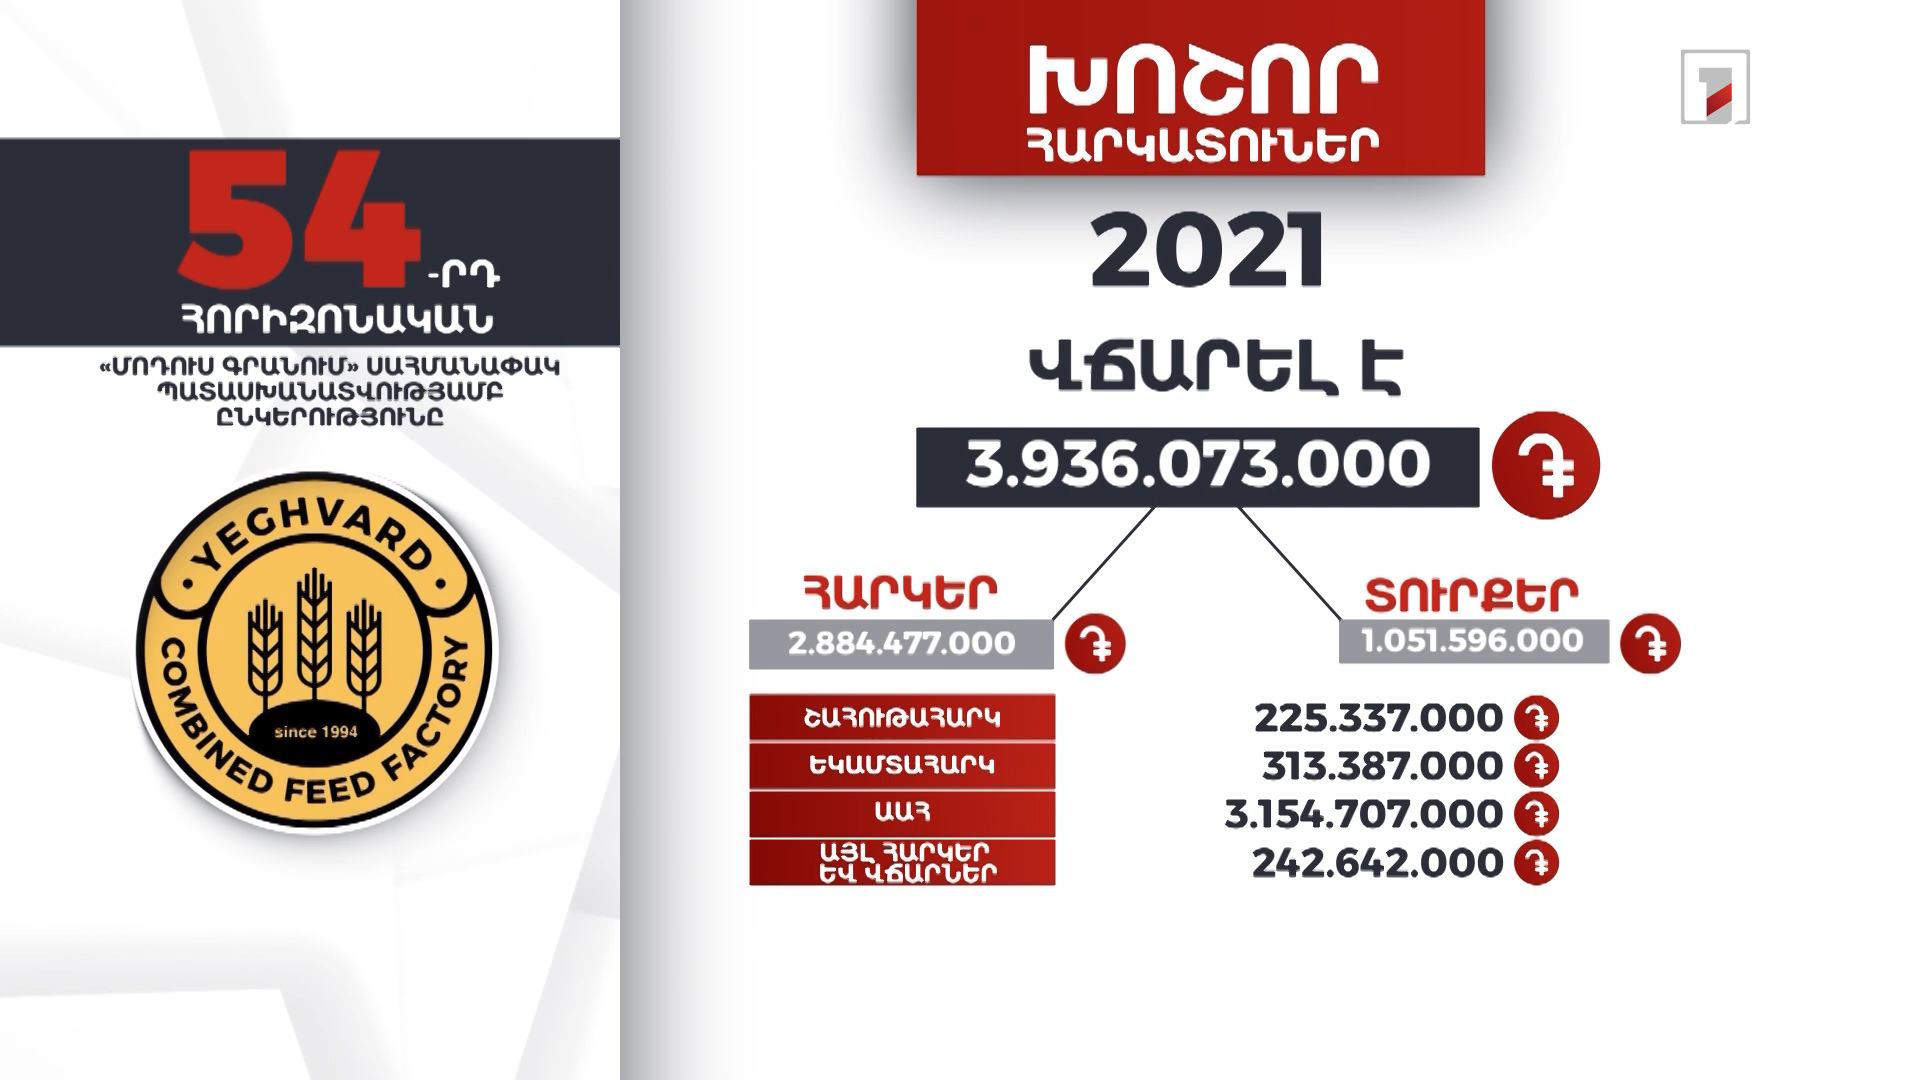 54-ՐԴ
ՀՈՐԻԶՈՆԱԿԱՆ
«ՄՈԴՈՒՍ ԳՐԱՆՈՒՄ» ՍԱՀՄԱՆԱՓԱԿ
ՊԱՏԱՍԽԱՆԱՏՎՈՒԹՅԱՄԲ
ԸՆԿԵՐՈՒԹՅՈՒՆԸ
· YEGHVARD ·
since 1994
COMBINED FEED FACTORY
ԽՈՇՈՐ
ՀԱՐԿԱՏՈՒՆԵՐ
1
2021
ՎՃԱՐԵԼ Է
3.936.073.000 ֏
ՀԱՐԿԵՐ
2.884.477.000 ֏
ՏՈՒՐՔԵՐ
1.051.596.000 ֏
ՇԱՀՈՒԹԱՀԱՐԿ 225.337.000 ֏
ԵԿԱՄՏԱՀԱՐԿ 313.387.000 ֏
ԱԱՀ 3.154.707.000 ֏
ԱՅԼ ՀԱՐԿԵՐ
ԵՎ ՎՃԱՐՆԵՐ 242.642.000 ֏